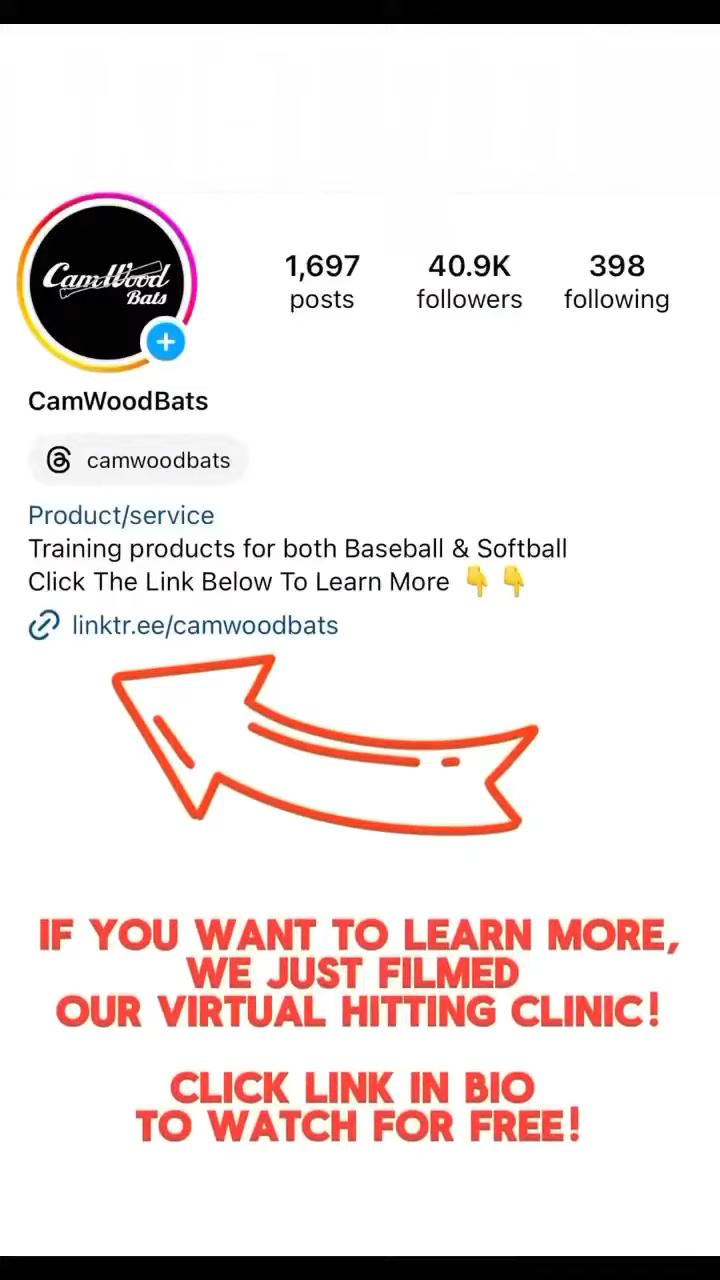 CamWood
Bats
1,697
posts
40.9K
followers
398
following
CamWoodBats
camwoodbats
Product/service
Training products for both Baseball & Softball
Click The Link Below To Learn More 👇 👇
linktr.ee/camwoodbats
IF YOU WANT TO LEARN MORE,
WE JUST FILMED
OUR VIRTUAL HITTING CLINIC!
CLICK LINK IN BIO
TO WATCH FOR FREE!